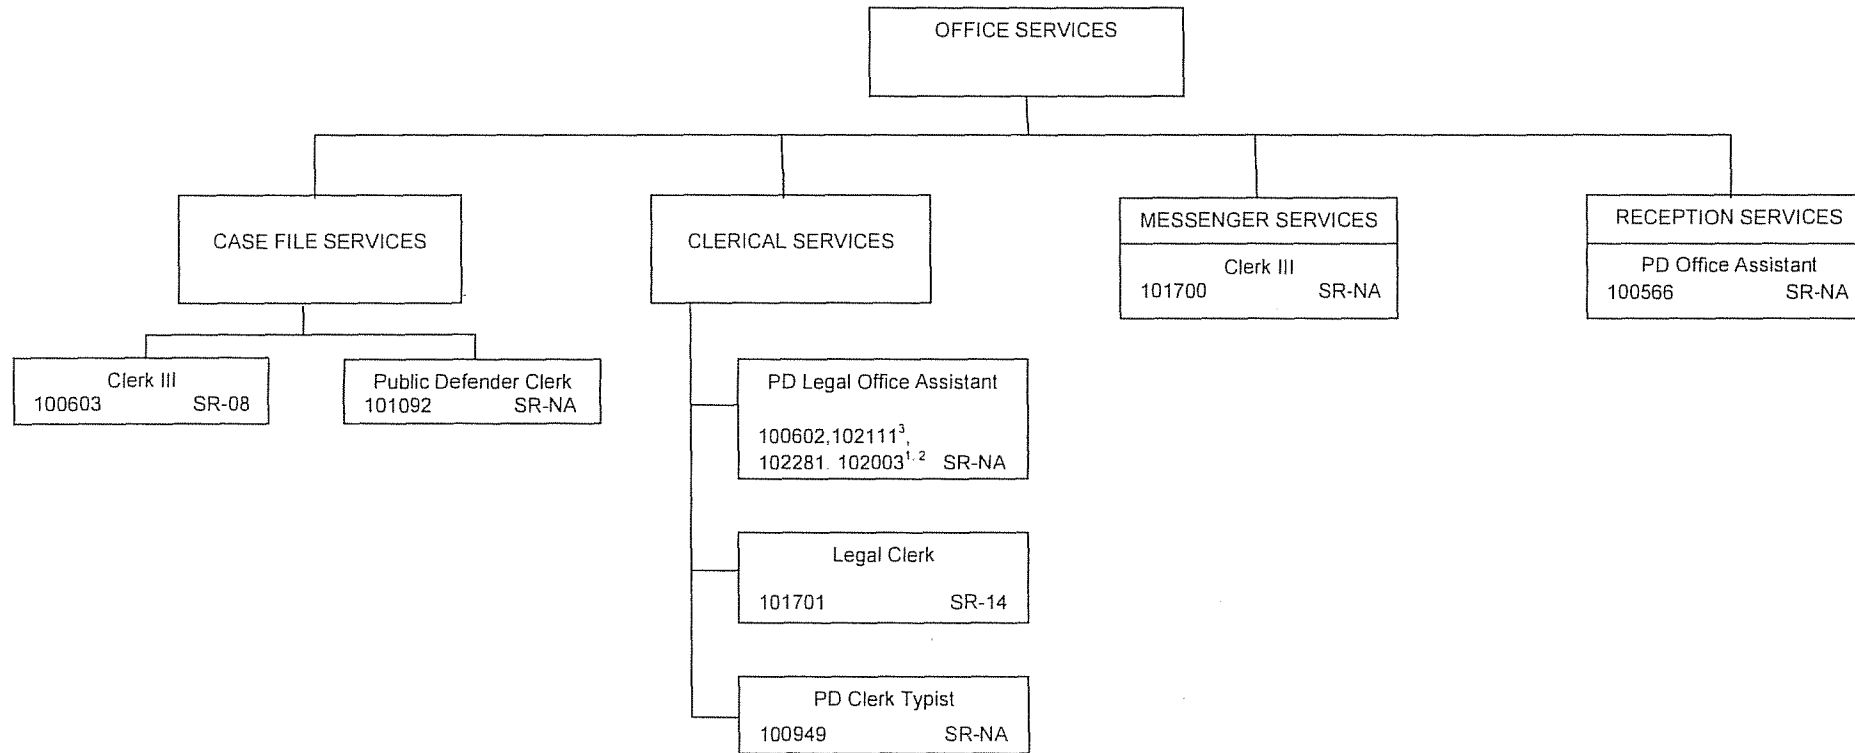 OFFICE SERVICES
CASE FILE SERVICES
CLERICAL SERVICES
MESSENGER SERVICES
Clerk III
101700 SR-NA
RECEPTION SERVICES
PD Office Assistant
100566 SR-NA
Clerk III
100603 SR-08
Public Defender Clerk
101092 SR-NA
PD Legal Office Assistant
100602,102111³,
102281. 102003¹·² SR-NA
Legal Clerk
101701 SR-14
PD Clerk Typist
100949 SR-NA